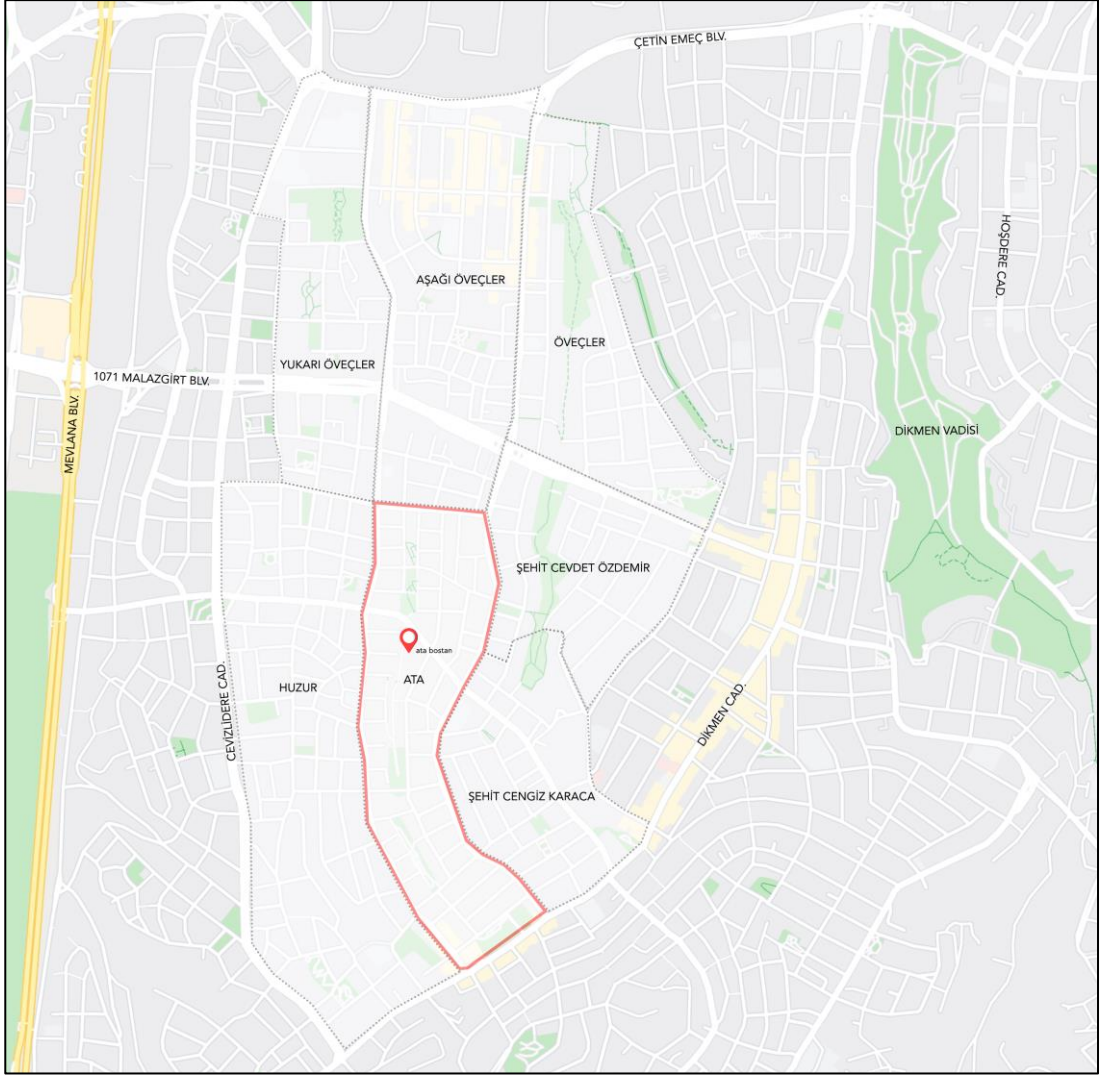 ÇETİN EMEÇ BLV.
HOŞDERE CAD.
AŞAĞI ÖVEÇLER
ÖVEÇLER
YUKARI ÖVEÇLER
1071 MALAZGİRT BLV.
MEVLANA BLV.
DİKMEN VADİSİ
ŞEHİT CEVDET ÖZDEMİR
ata bostan
ATA
HUZUR
CEVİZLİDERE CAD.
DİKMEN CAD.
ŞEHİT CENGİZ KARACA